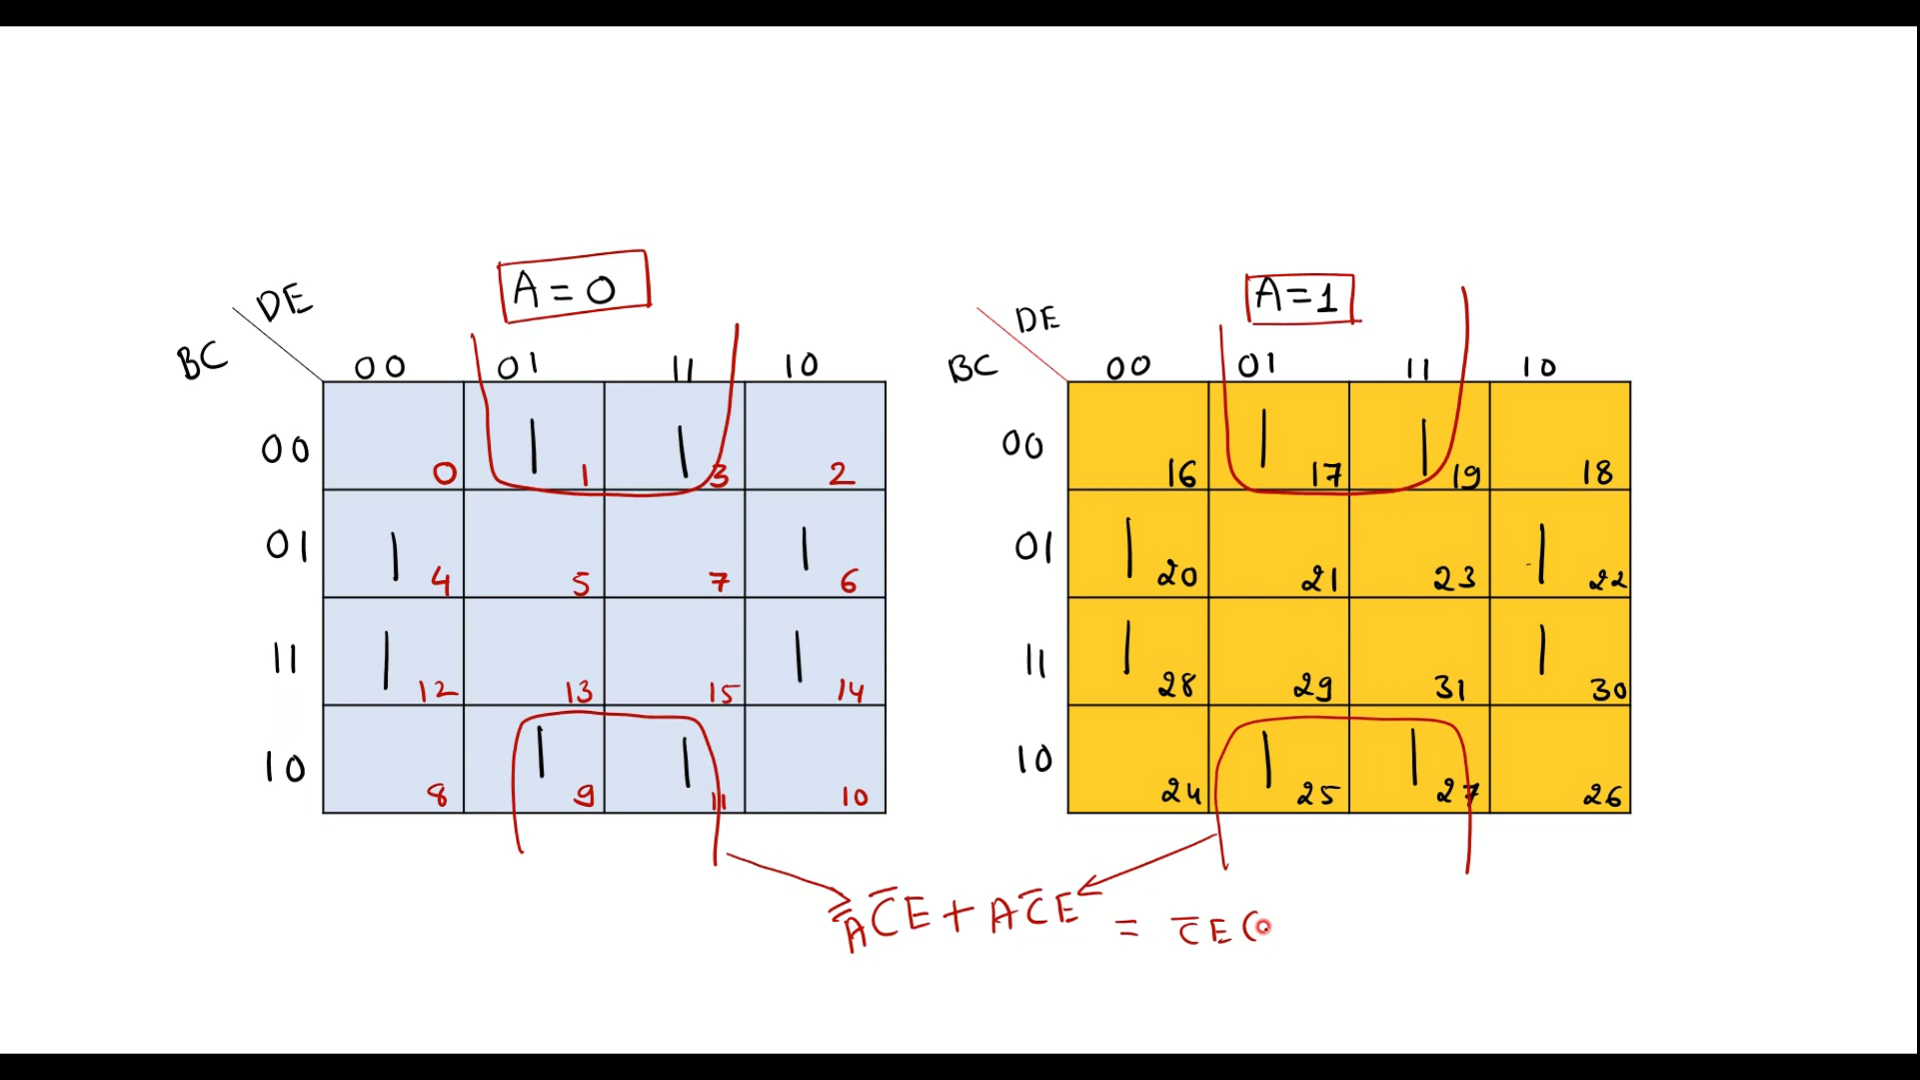 A = 0
A = 1
DE
DE
BC
00 01 11 10
BC
00 01 11 10
00
1 1
0 1 3 2
00
1 1
16 17 19 18
01
1 1
4 5 7 6
01
1 1
20 21 23 22
11
1 1
12 13 15 14
11
1 1
28 29 31 30
10
1 1
8 9 11 10
10
1 1
24 25 27 26
A̅C̅E + AC̅E = C̅E(